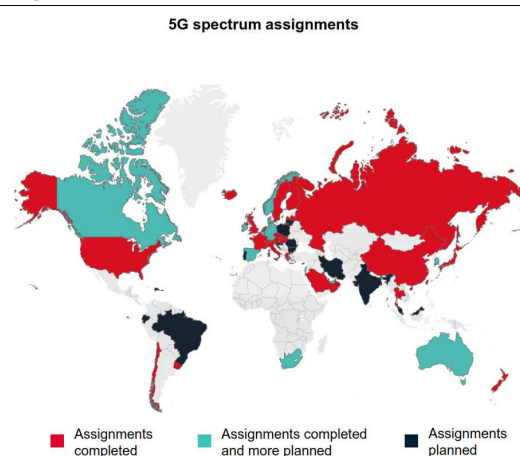 5G spectrum assignments
Assignments completed
Assignments completed and more planned
Assignments planned